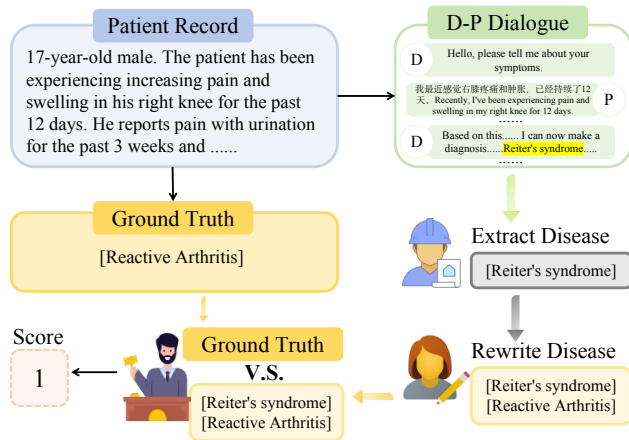 Patient Record
17-year-old male. The patient has been
experiencing increasing pain and
swelling in his right knee for the past
12 days. He reports pain with urination
for the past 3 weeks and ......
D-P Dialogue
D
Hello, please tell me about your
symptoms.
我最近感觉右膝疼痛和肿胀，已经持续了12
天。Recently, I've been experiencing pain and
swelling in my right knee for 12 days.
P
......
D
Based on this...... I can now make a
diagnosis......Reiter's syndrome.....
......
Ground Truth
[Reactive Arthritis]
Extract Disease
[Reiter's syndrome]
Rewrite Disease
[Reiter's syndrome]
[Reactive Arthritis]
Ground Truth
V.S.
[Reiter's syndrome]
[Reactive Arthritis]
Score
1